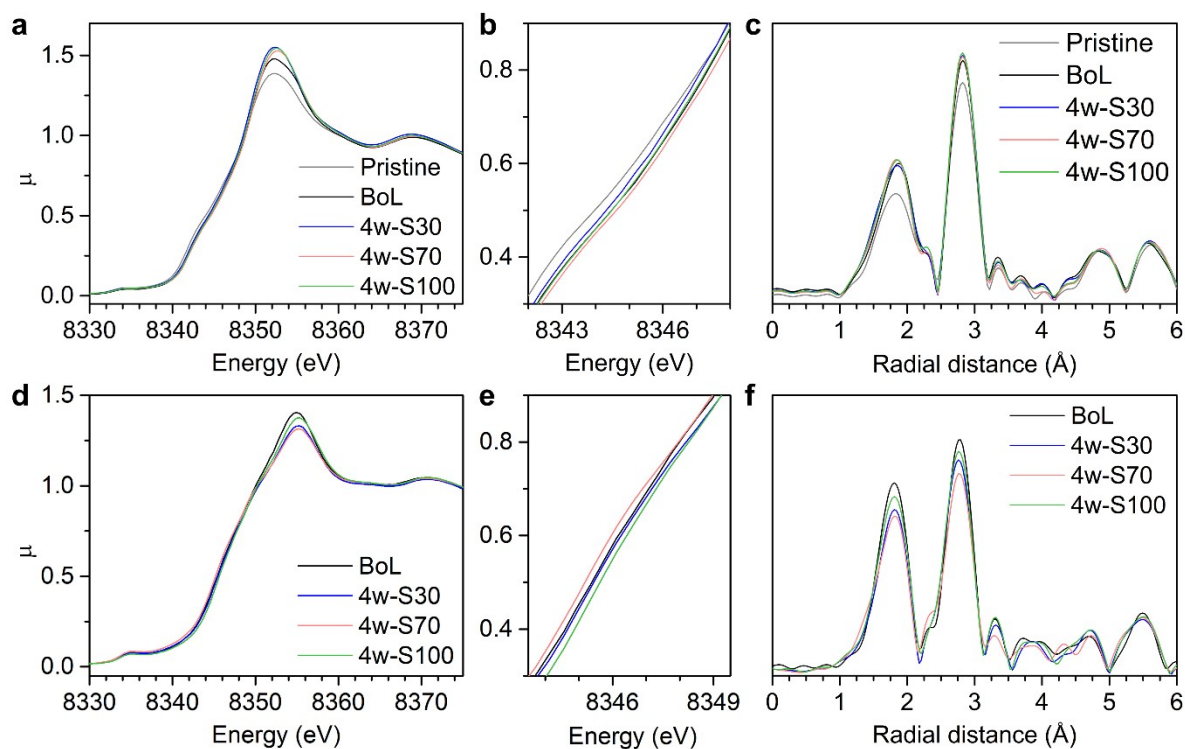 a
b
c
μ
1.5
1.0
0.5
0.0
8330 8340 8350 8360 8370
Energy (eV)
Pristine
BoL
4w-S30
4w-S70
4w-S100
0.8
0.6
0.4
8343 8346
Energy (eV)
Pristine
BoL
4w-S30
4w-S70
4w-S100
0 1 2 3 4 5 6
Radial distance (Å)
d
e
f
μ
1.5
1.0
0.5
0.0
8330 8340 8350 8360 8370
Energy (eV)
BoL
4w-S30
4w-S70
4w-S100
0.8
0.6
0.4
8346 8349
Energy (eV)
BoL
4w-S30
4w-S70
4w-S100
0 1 2 3 4 5 6
Radial distance (Å)